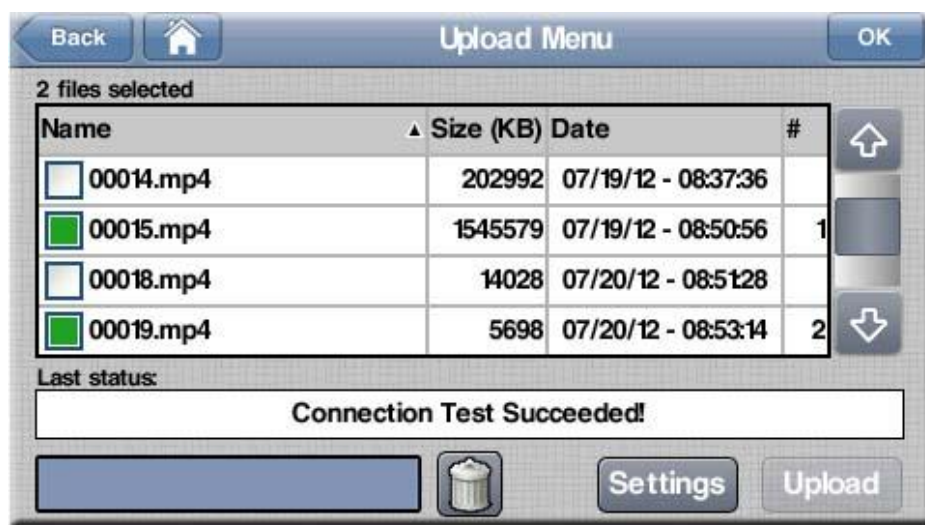 Back Upload Menu OK
2 files selected
Name ▲ Size (KB) Date #
00014.mp4 202992 07/19/12 - 08:37:36
00015.mp4 1545579 07/19/12 - 08:50:56 1
00018.mp4 14028 07/20/12 - 08:51:28
00019.mp4 5698 07/20/12 - 08:53:14 2
Last status:
Connection Test Succeeded!
Settings Upload